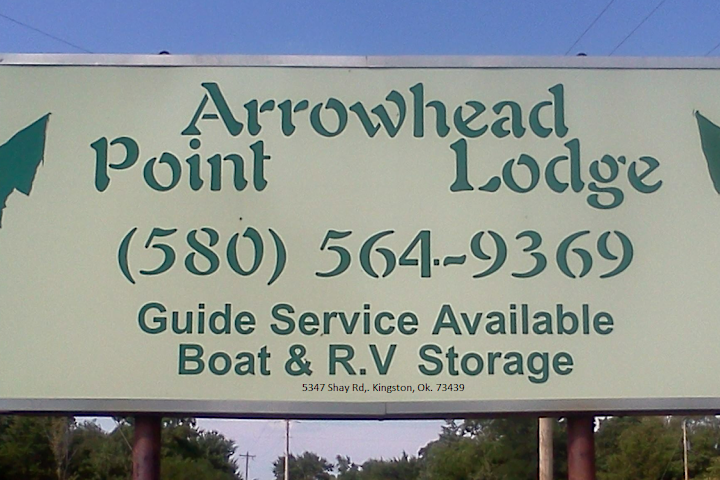 Arrowhead
Point Lodge
(580) 564-9369
Guide Service Available
Boat & R.V Storage
5347 Shay Rd,. Kingston, Ok. 73439